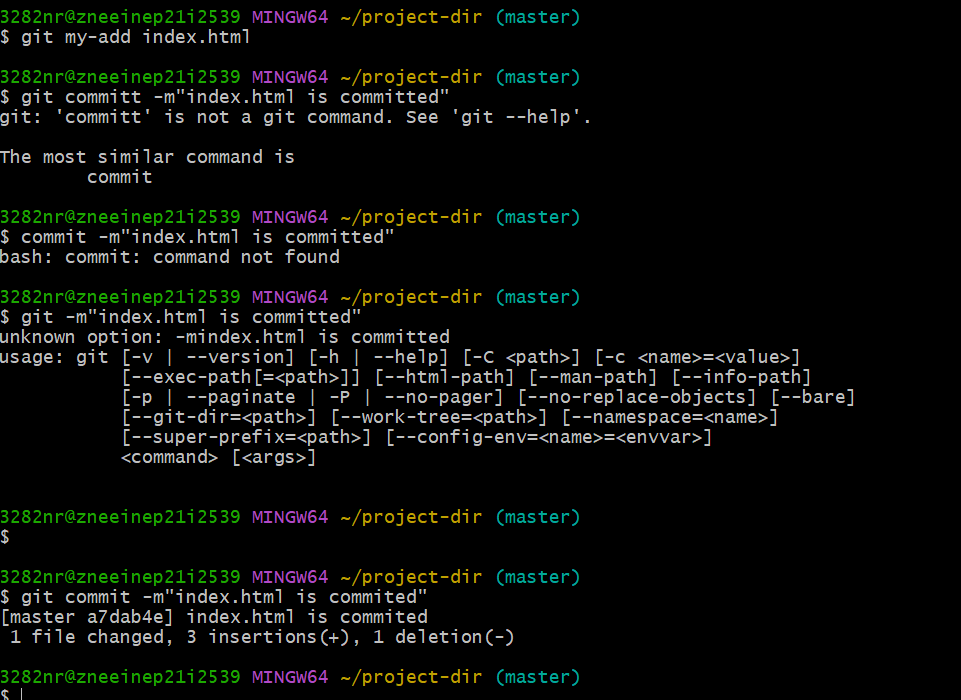 3282nr@zneeinep21i2539 MINGW64 ~/project-dir (master)
$ git my-add index.html
3282nr@zneeinep21i2539 MINGW64 ~/project-dir (master)
$ git committ -m"index.html is committed"
git: 'committ' is not a git command. See 'git --help'.
The most similar command is
commit
3282nr@zneeinep21i2539 MINGW64 ~/project-dir (master)
$ commit -m"index.html is committed"
bash: commit: command not found
3282nr@zneeinep21i2539 MINGW64 ~/project-dir (master)
$ git -m"index.html is committed"
unknown option: -mindex.html is committed
usage: git [-v | --version] [-h | --help] [-C <path>] [-c <name>=<value>]
[--exec-path[=<path>]] [--html-path] [--man-path] [--info-path]
[-p | --paginate | -P | --no-pager] [--no-replace-objects] [--bare]
[--git-dir=<path>] [--work-tree=<path>] [--namespace=<name>]
[--super-prefix=<path>] [--config-env=<name>=<envvar>]
<command> [<args>]
3282nr@zneeinep21i2539 MINGW64 ~/project-dir (master)
$
3282nr@zneeinep21i2539 MINGW64 ~/project-dir (master)
$ git commit -m"index.html is commited"
[master a7dab4e] index.html is commited
1 file changed, 3 insertions(+), 1 deletion(-)
3282nr@zneeinep21i2539 MINGW64 ~/project-dir (master)
$